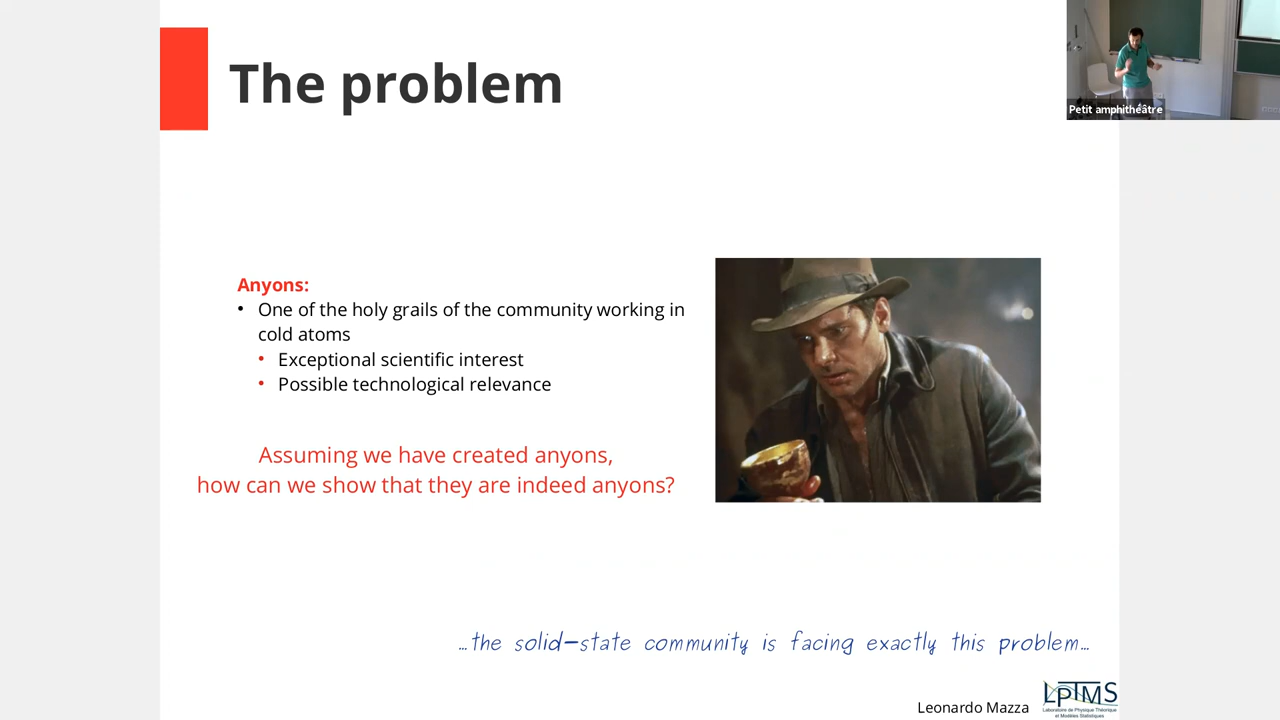 The problem
Petit amphithéâtre
Anyons:
• One of the holy grails of the community working in
cold atoms
• Exceptional scientific interest
• Possible technological relevance
Assuming we have created anyons,
how can we show that they are indeed anyons?
...the solid-state community is facing exactly this problem...
Leonardo Mazza
LPTMS
Laboratoire de Physique Théorique
et Modèles Statistiques